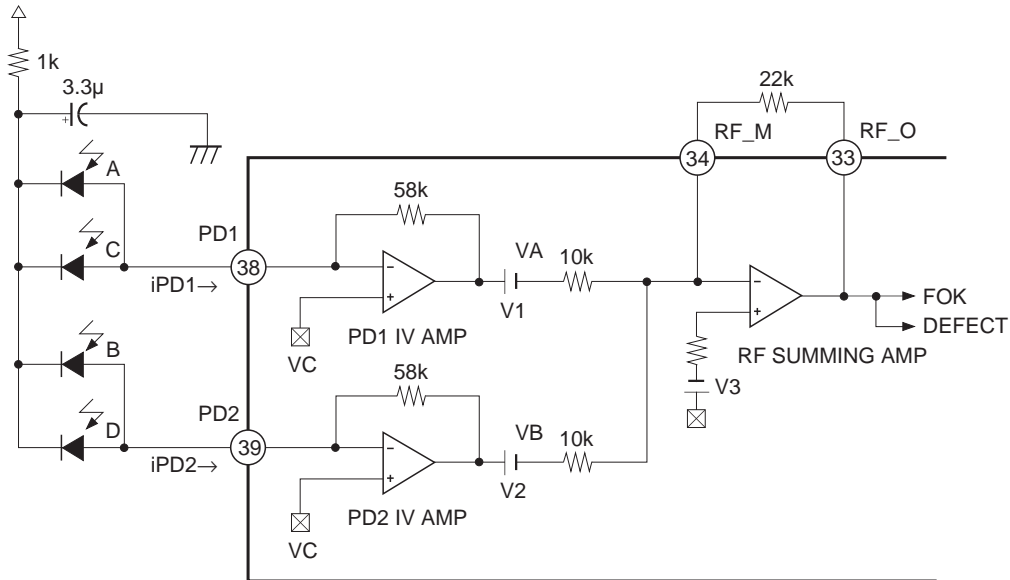 1k
3.3µ
+
A
C
B
D
PD1
38
iPD1→
PD2
39
iPD2→
58k
−
+
VC
PD1 IV AMP
VA
V1
10k
58k
−
+
VC
PD2 IV AMP
VB
V2
10k
22k
RF_M
34
RF_O
33
−
+
RF SUMMING AMP
V3
FOK
DEFECT